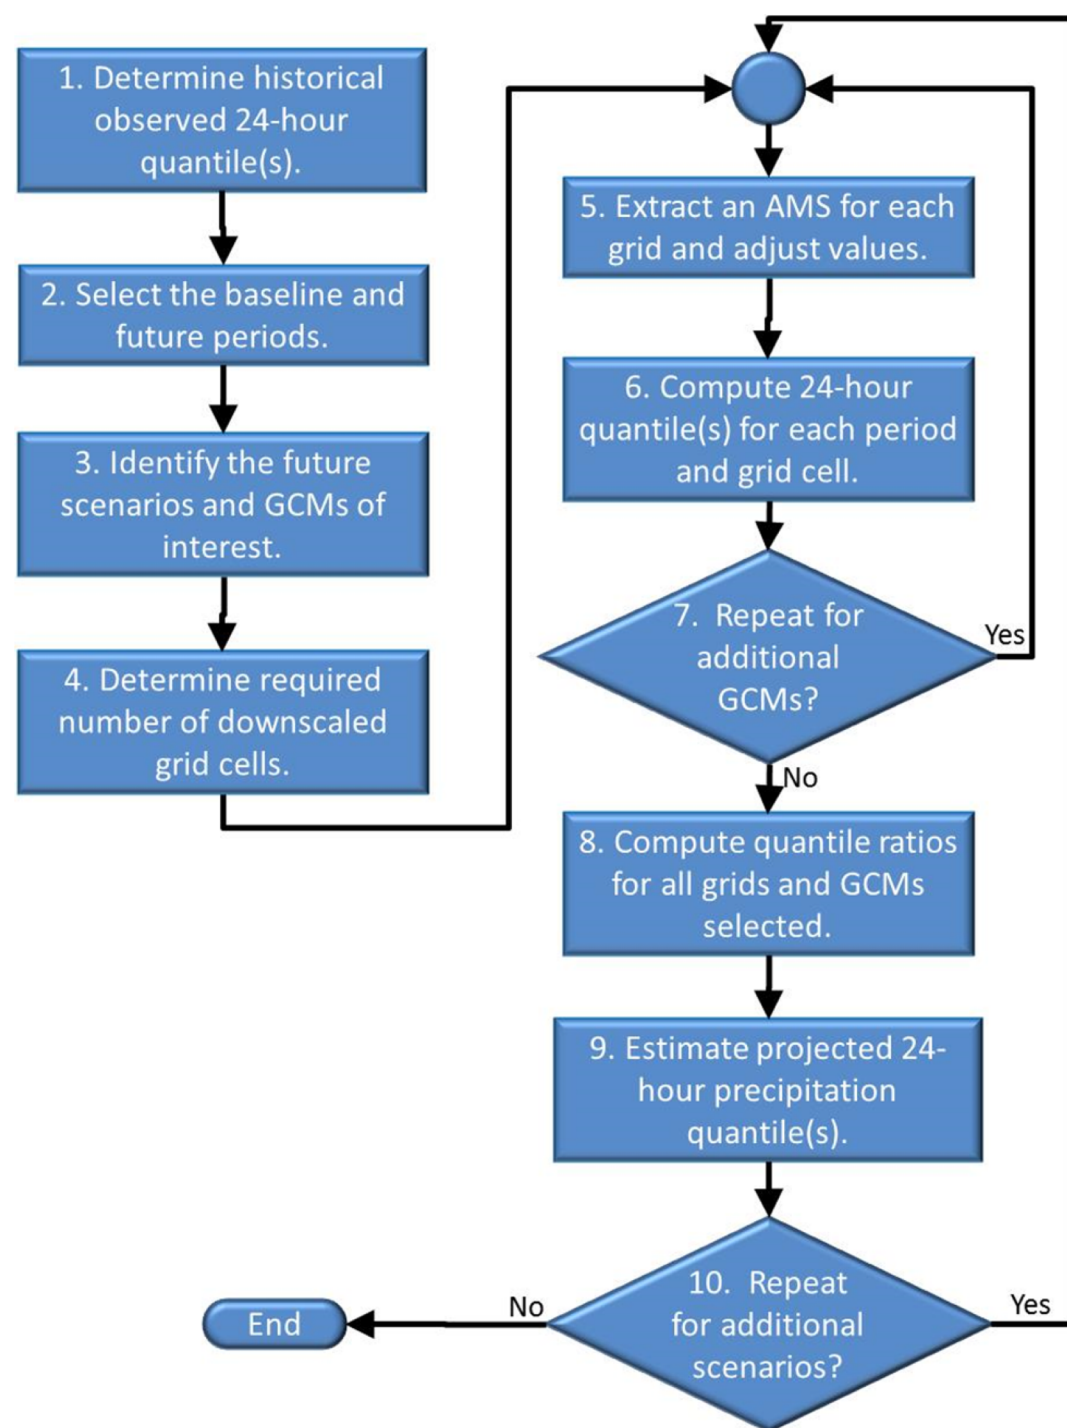 1. Determine historical
observed 24-hour
quantile(s).
2. Select the baseline and
future periods.
3. Identify the future
scenarios and GCMs of
interest.
4. Determine required
number of downscaled
grid cells.
5. Extract an AMS for each
grid and adjust values.
6. Compute 24-hour
quantile(s) for each period
and grid cell.
7. Repeat for
additional
GCMs?
Yes
No
8. Compute quantile ratios
for all grids and GCMs
selected.
9. Estimate projected 24-
hour precipitation
quantile(s).
10. Repeat
for additional
scenarios?
Yes
No
End